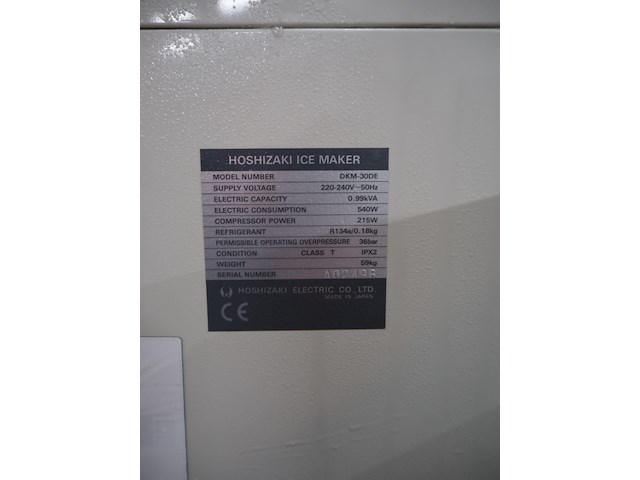 HOSHIZAKI ICE MAKER
MODEL NUMBER DKM-30DE
SUPPLY VOLTAGE 220-240V~50Hz
ELECTRIC CAPACITY 0.99kVA
ELECTRIC CONSUMPTION 540W
COMPRESSOR POWER 215W
REFRIGERANT R134a/0.18kg
PERMISSIBLE OPERATING OVERPRESSURE 36bar
CONDITION CLASS T IPX2
WEIGHT 59kg
SERIAL NUMBER
HOSHIZAKI ELECTRIC CO., LTD.
MADE IN JAPAN
CE